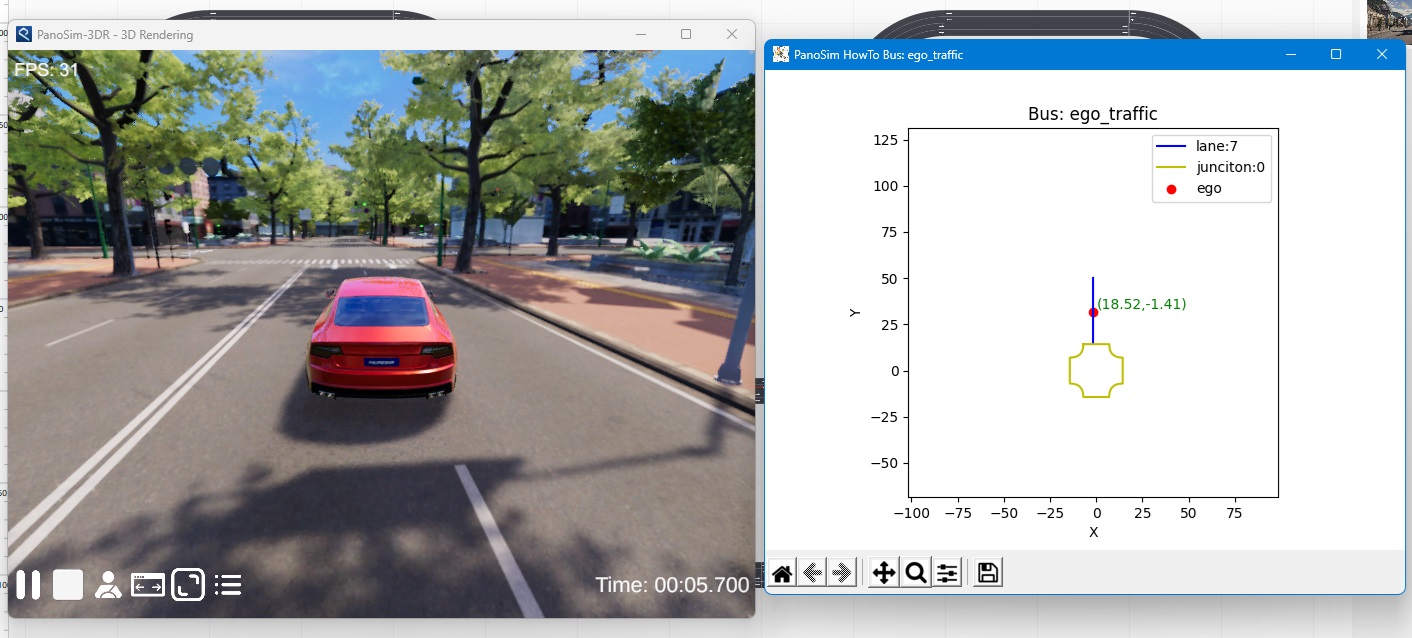 PanoSim-3DR - 3D Rendering
FPS: 31
Time: 00:05.700
PanoSim HowTo Bus: ego_traffic
Bus: ego_traffic
lane:7
junciton:0
ego
125
100
75
50
25
0
−25
−50
Y
(18.52,-1.41)
−100 −75 −50 −25 0 25 50 75
X